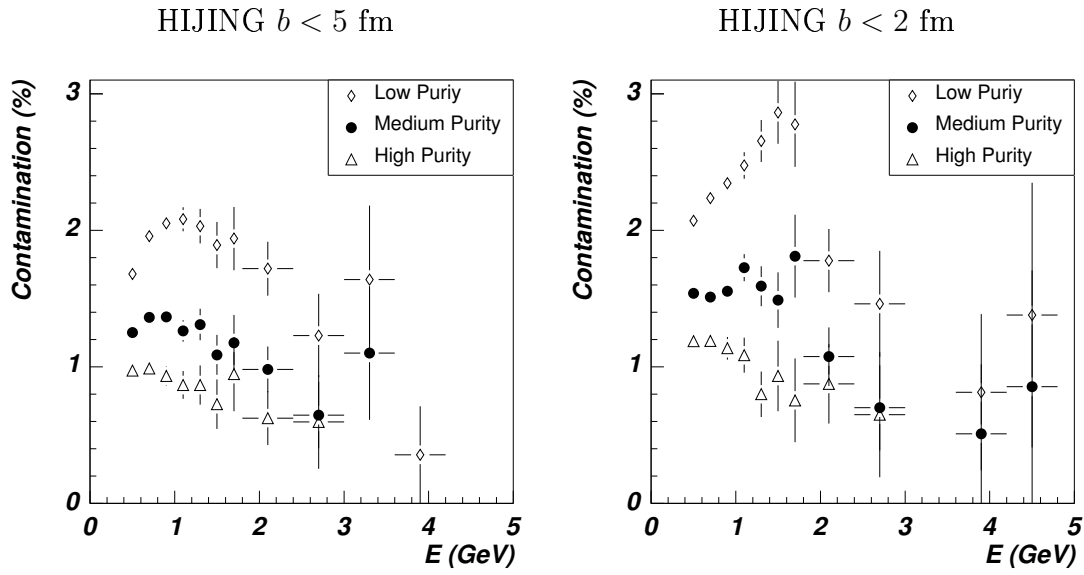 HIJING b < 5 fm
Contamination (%)
3
2
1
0
Low Puriy
Medium Purity
High Purity
0 1 2 3 4 5
E (GeV)
HIJING b < 2 fm
Contamination (%)
3
2
1
0
Low Puriy
Medium Purity
High Purity
0 1 2 3 4 5
E (GeV)